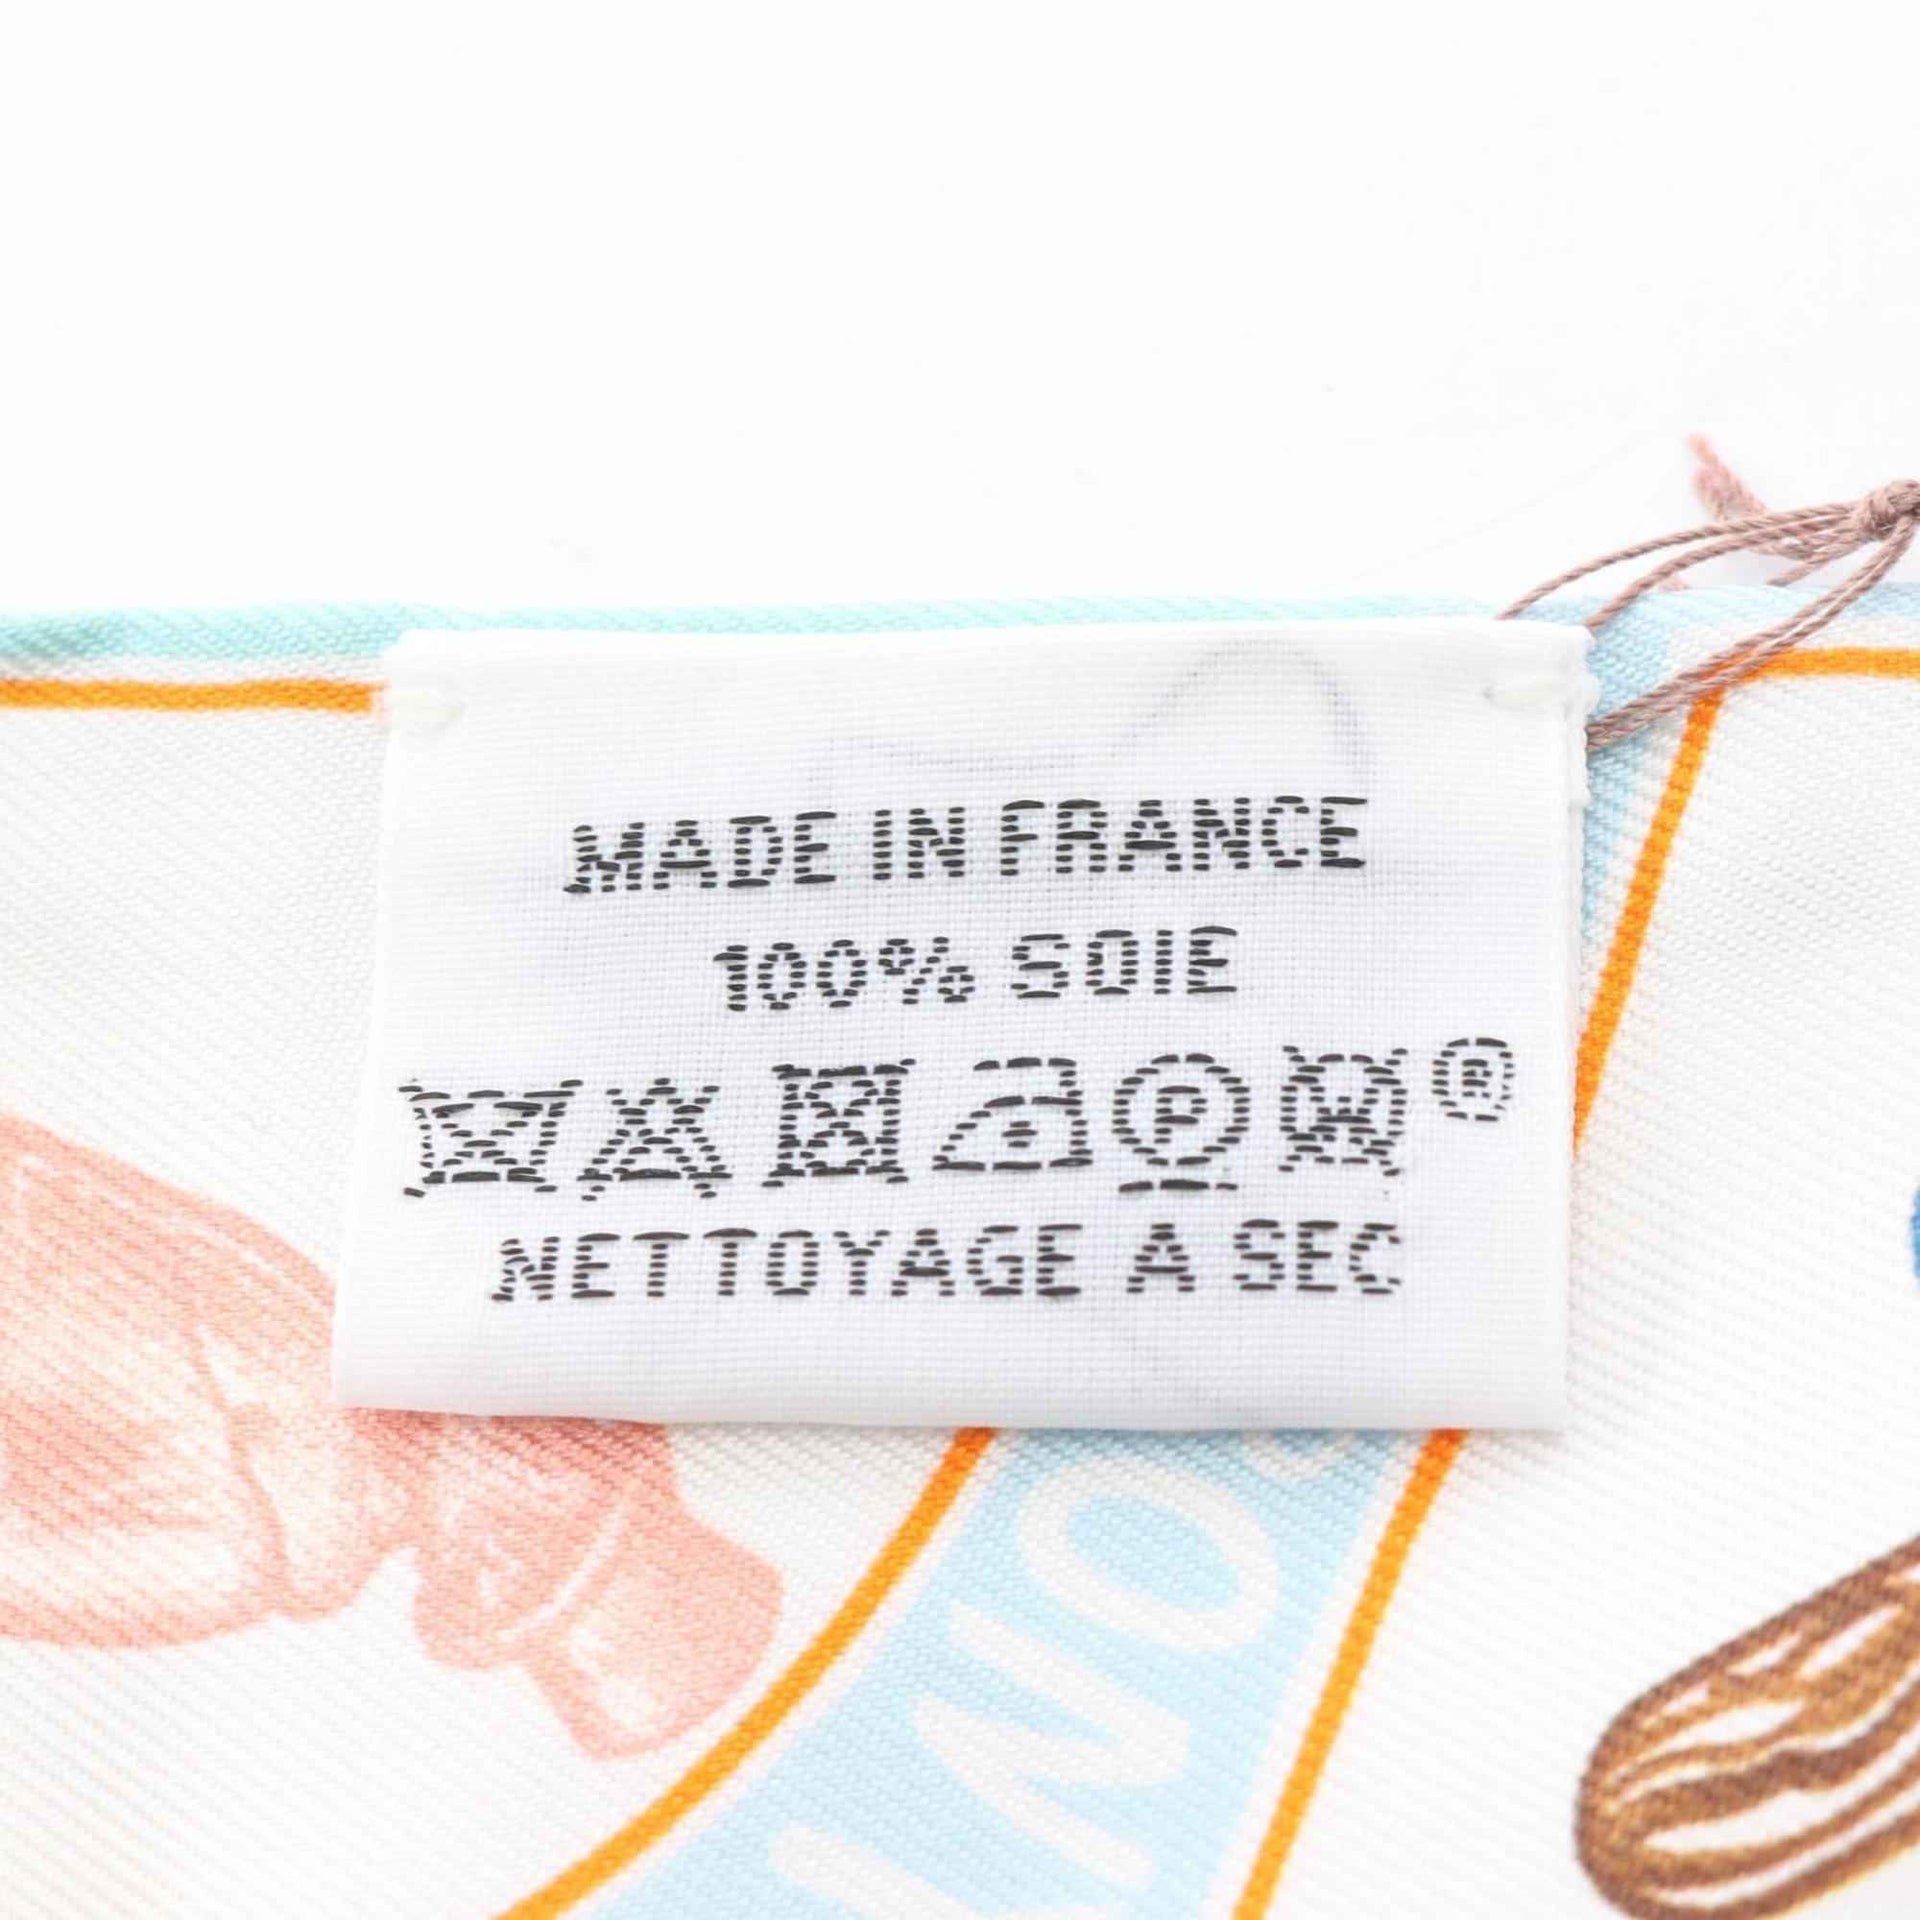 MADE IN FRANCE
100% SOIE
P ®
NETTOYAGE A SEC